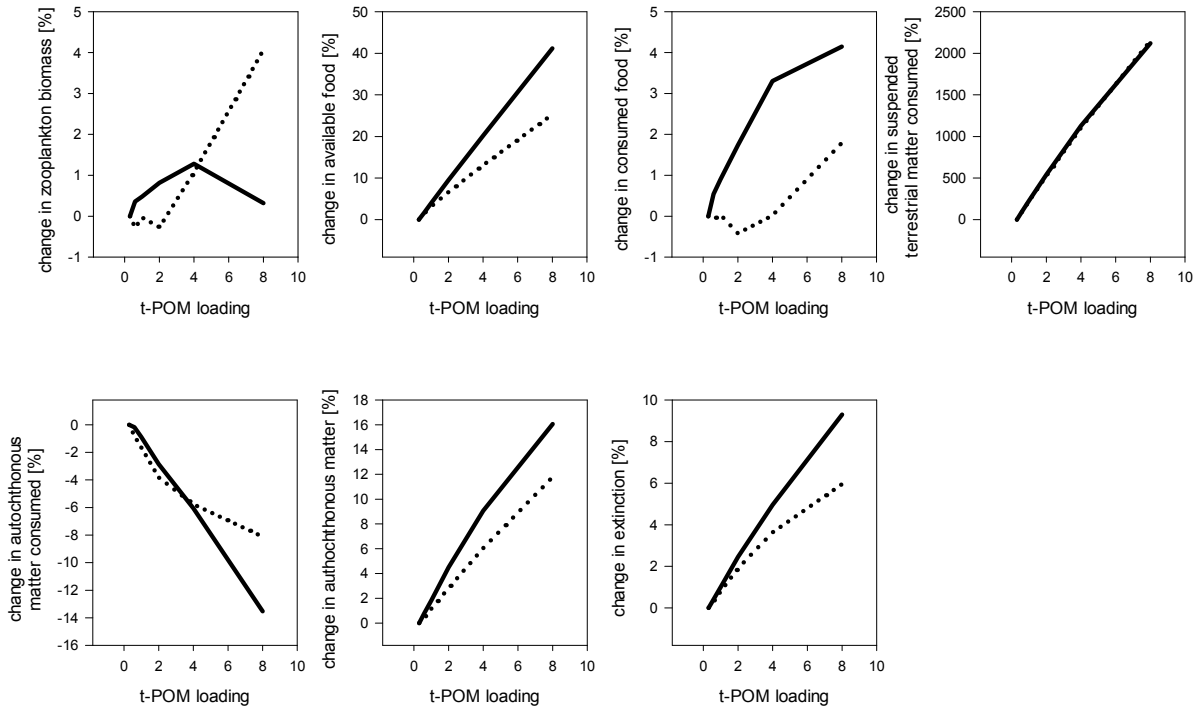 change in zooplankton biomass [%]
5
4
3
2
1
0
-1
0 2 4 6 8 10
t-POM loading
change in available food [%]
50
40
30
20
10
0
0 2 4 6 8 10
t-POM loading
change in consumed food [%]
5
4
3
2
1
0
-1
0 2 4 6 8 10
t-POM loading
change in suspended
terrestrial matter consumed [%]
2500
2000
1500
1000
500
0
0 2 4 6 8 10
t-POM loading
change in autochthonous
matter consumed [%]
0
-2
-4
-6
-8
-10
-12
-14
-16
0 2 4 6 8 10
t-POM loading
change in authochthonous matter [%]
18
16
14
12
10
8
6
4
2
0
0 2 4 6 8 10
t-POM loading
change in extinction [%]
10
8
6
4
2
0
0 2 4 6 8 10
t-POM loading